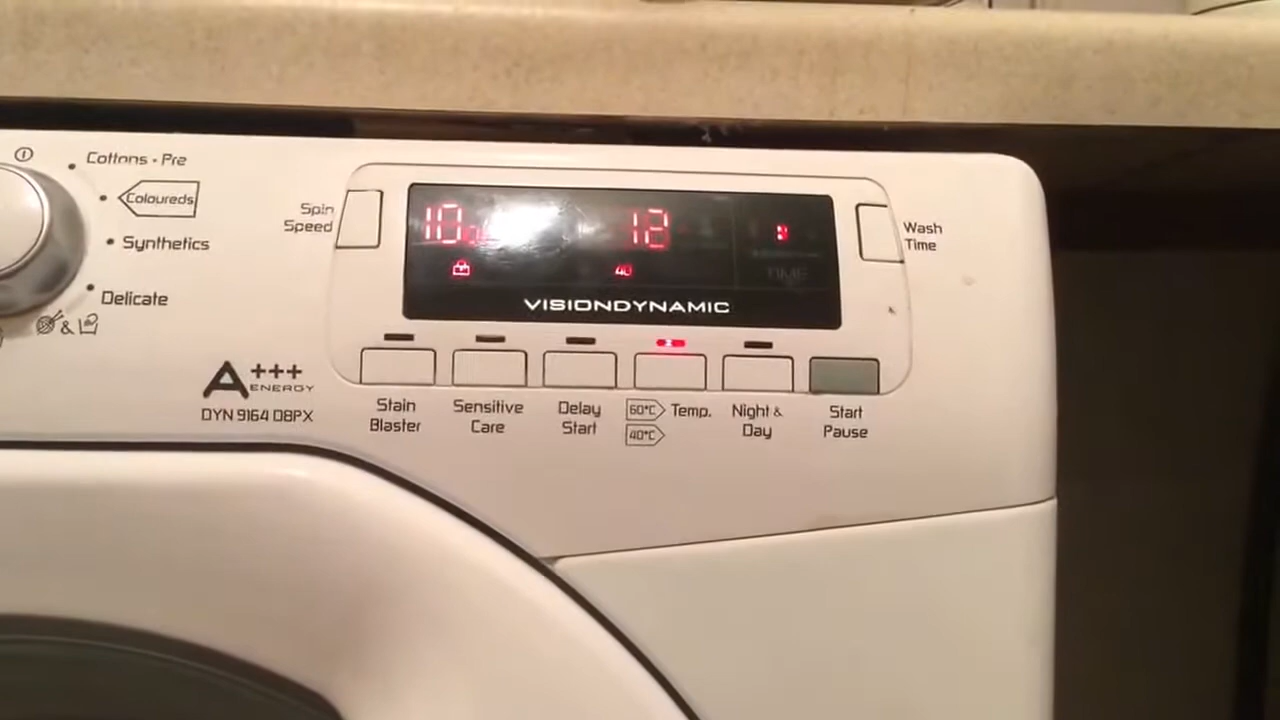 Cottons • Pre
Coloureds
Synthetics
Delicate
&
A+++
ENERGY
DYN 9164 D8PX
Spin
Speed
12
40
TIME
VISIONDYNAMIC
Wash
Time
Stain
Blaster
Sensitive
Care
Delay
Start
60°C Temp.
40°C
Night &
Day
Start
Pause